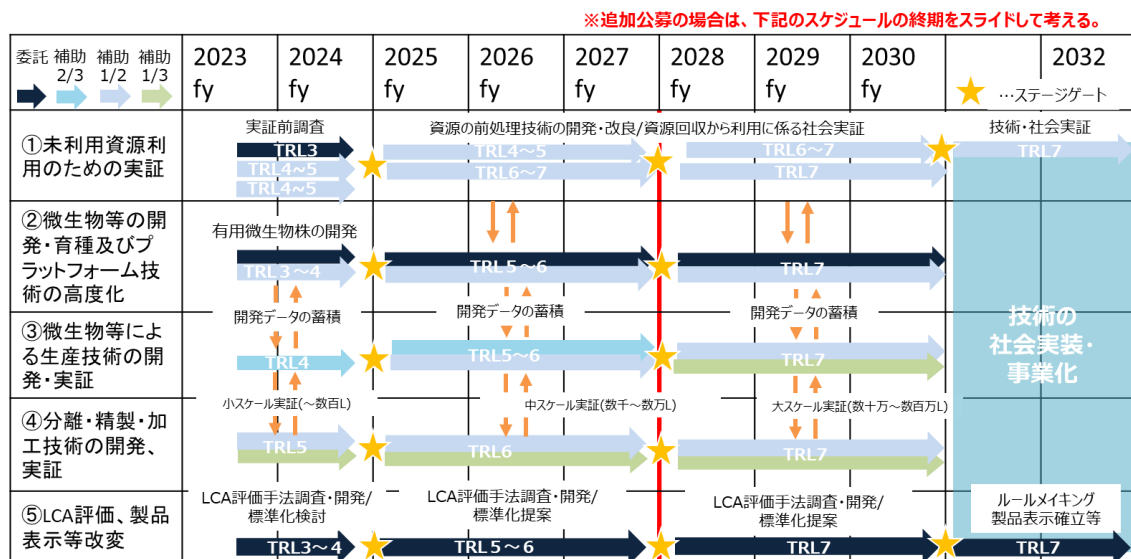 ※追加公募の場合は、下記のスケジュールの終期をスライドして考える。
委託 補助 2/3 補助 1/2 補助 1/3
2023 fy
2024 fy
2025 fy
2026 fy
2027 fy
2028 fy
2029 fy
2030 fy
2032
…ステージゲート
①未利用資源利
用のための実証
実証前調査
TRL3
TRL4~5
TRL4~5
資源の前処理技術の開発・改良/資源回収から利用に係る社会実証
TRL4～5
TRL6～7
TRL6～7
TRL7
技術・社会実証
TRL7
②微生物等の開
発・育種及びプ
ラットフォーム技
術の高度化
有用微生物株の開発
TRL3～4
TRL5～6
TRL7
開発データの蓄積
開発データの蓄積
開発データの蓄積
③微生物等によ
る生産技術の開
発・実証
TRL4
TRL5～6
TRL7
技術の
社会実装・
事業化
小スケール実証(～数百L)
中スケール実証(数千～数万L)
大スケール実証(数十万～数百万L)
④分離・精製・加
工技術の開発、
実証
TRL5
TRL6
TRL7
⑤LCA評価、製品
表示等改変
LCA評価手法調査・開発/
標準化検討
LCA評価手法調査・開発/
標準化提案
LCA評価手法調査・開発/
標準化提案
ルールメイキング
製品表示確立等
TRL3～4
TRL5～6
TRL7
TRL7